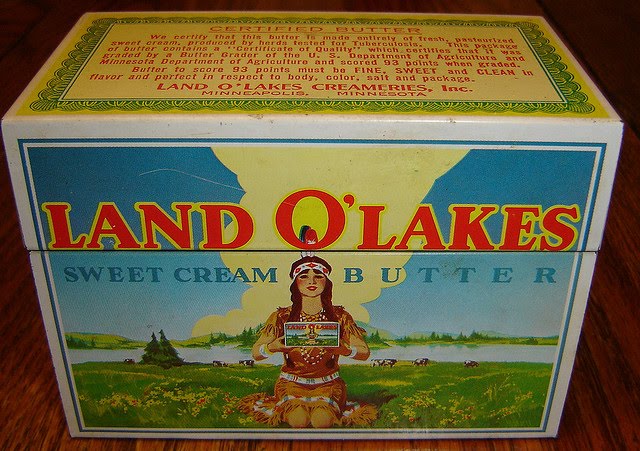 CERTIFIED BUTTER
We certify that this butter is made entirely of fresh, pasteurized
sweet cream, produced by herds tested for Tuberculosis. This package
of butter contains a "Certificate of Quality" which certifies that it was
graded by a Butter Grader of the U. S. Department of Agriculture and
Minnesota Department of Agriculture and scored 93 points when graded.
Butter to score 93 points must be FINE, SWEET and CLEAN in
flavor and perfect in respect to body, color, salt and package.
LAND O'LAKES CREAMERIES, Inc.
MINNEAPOLIS, MINNESOTA
LAND O'LAKES
SWEET CREAM BUTTER
LAND O'LAKES